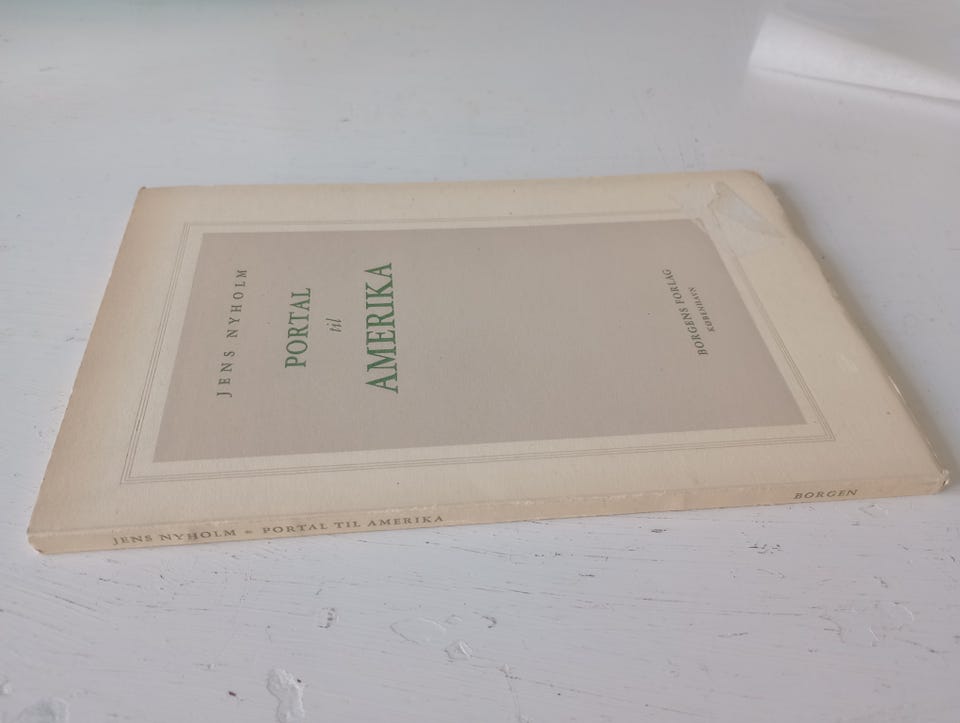 JENS NYHOLM
PORTAL
til
AMERIKA
BORGENS FORLAG
KØBENHAVN
JENS NYHOLM * PORTAL TIL AMERIKA
BORGEN